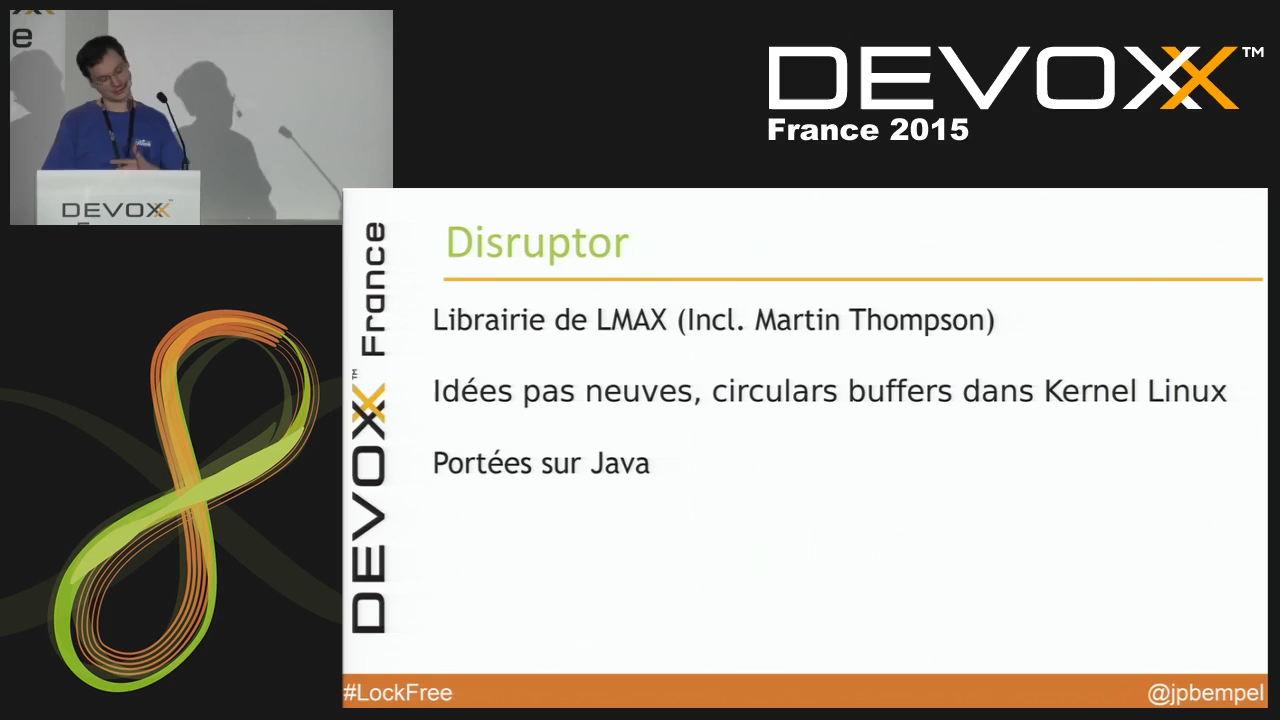 DEVOXX™
France 2015
e
DEVOXX™
DEVOXX™ France
Disruptor
Librairie de LMAX (Incl. Martin Thompson)
Idées pas neuves, circulars buffers dans Kernel Linux
Portées sur Java
#LockFree
@jpbempel